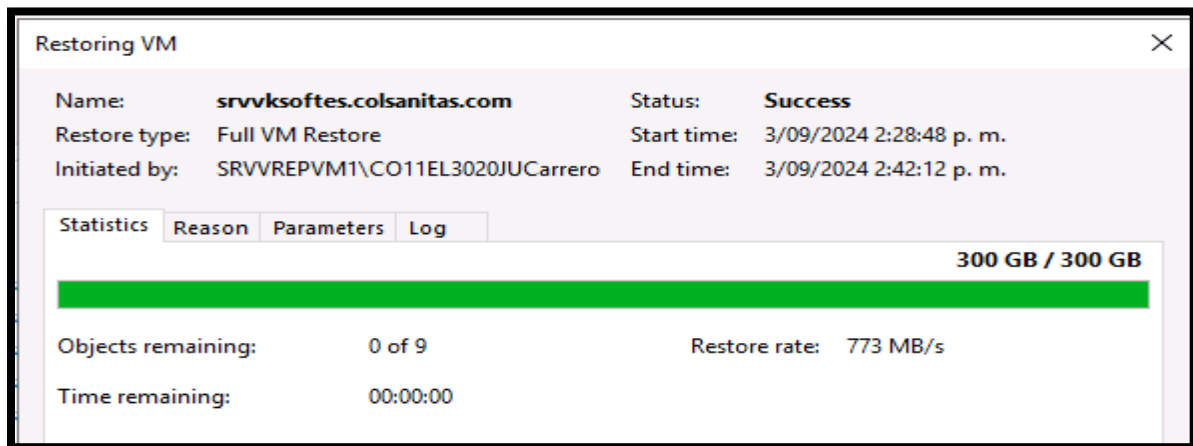 Restoring VM
Name: srvvksoftes.colsanitas.com Status: Success
Restore type: Full VM Restore Start time: 3/09/2024 2:28:48 p. m.
Initiated by: SRVVREPVM1\CO11EL3020JUCarrero End time: 3/09/2024 2:42:12 p. m.
Statistics Reason Parameters Log
300 GB / 300 GB
Objects remaining: 0 of 9 Restore rate: 773 MB/s
Time remaining: 00:00:00